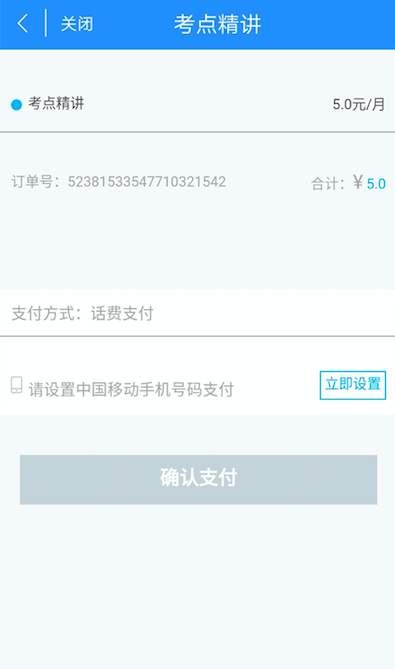 关闭 考点精讲
考点精讲 5.0元/月
订单号：52381533547710321542 合计：￥5.0
支付方式：话费支付
请设置中国移动手机号码支付 立即设置
确认支付